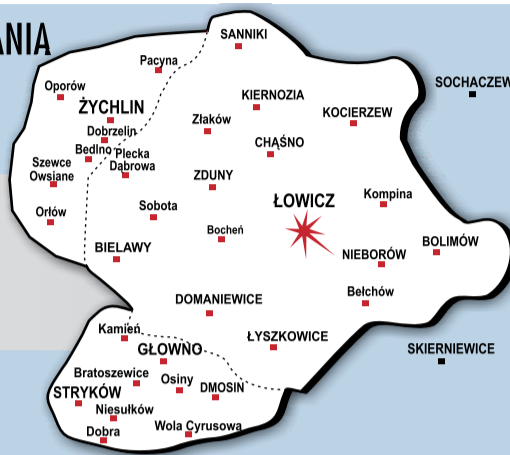 ANIA
SANNIKI
Pacyna
Oporów
SOCHACZEW
KIERNOZIA
ŻYCHLIN
KOCIERZEW
Złaków
Dobrzelin
CHĄŚNO
Bedlno
Plecka
Dąbrowa
Szewce
Owsiane
ZDUNY
Kompina
ŁOWICZ
Orłów
Sobota
Bocheń
BOLIMÓW
BIELAWY
NIEBORÓW
Bełchów
DOMANIEWICE
Kamień
ŁYSZKOWICE
GŁOWNO
SKIERNIEWICE
Bratoszewice
Osiny
DMOSIN
STRYKÓW
Niesułków
Dobra
Wola Cyrusowa